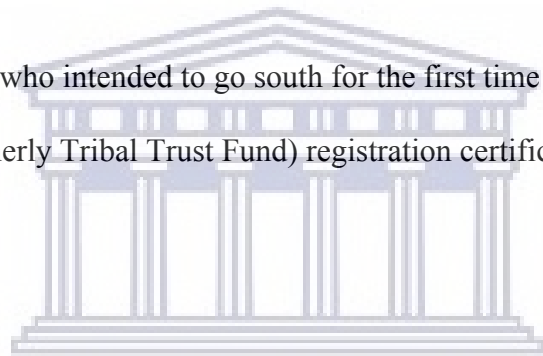 who intended to go south for the first time
erly Tribal Trust Fund) registration certific